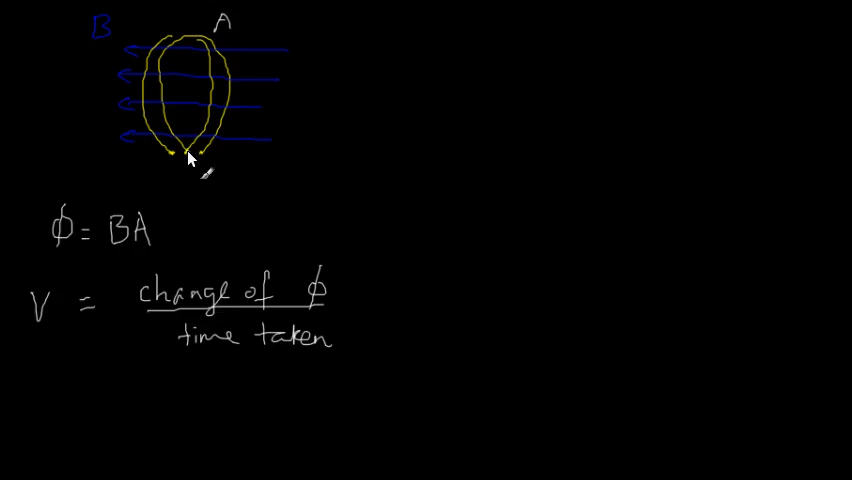 B A
ϕ = BA
V = change of ϕ
time taken